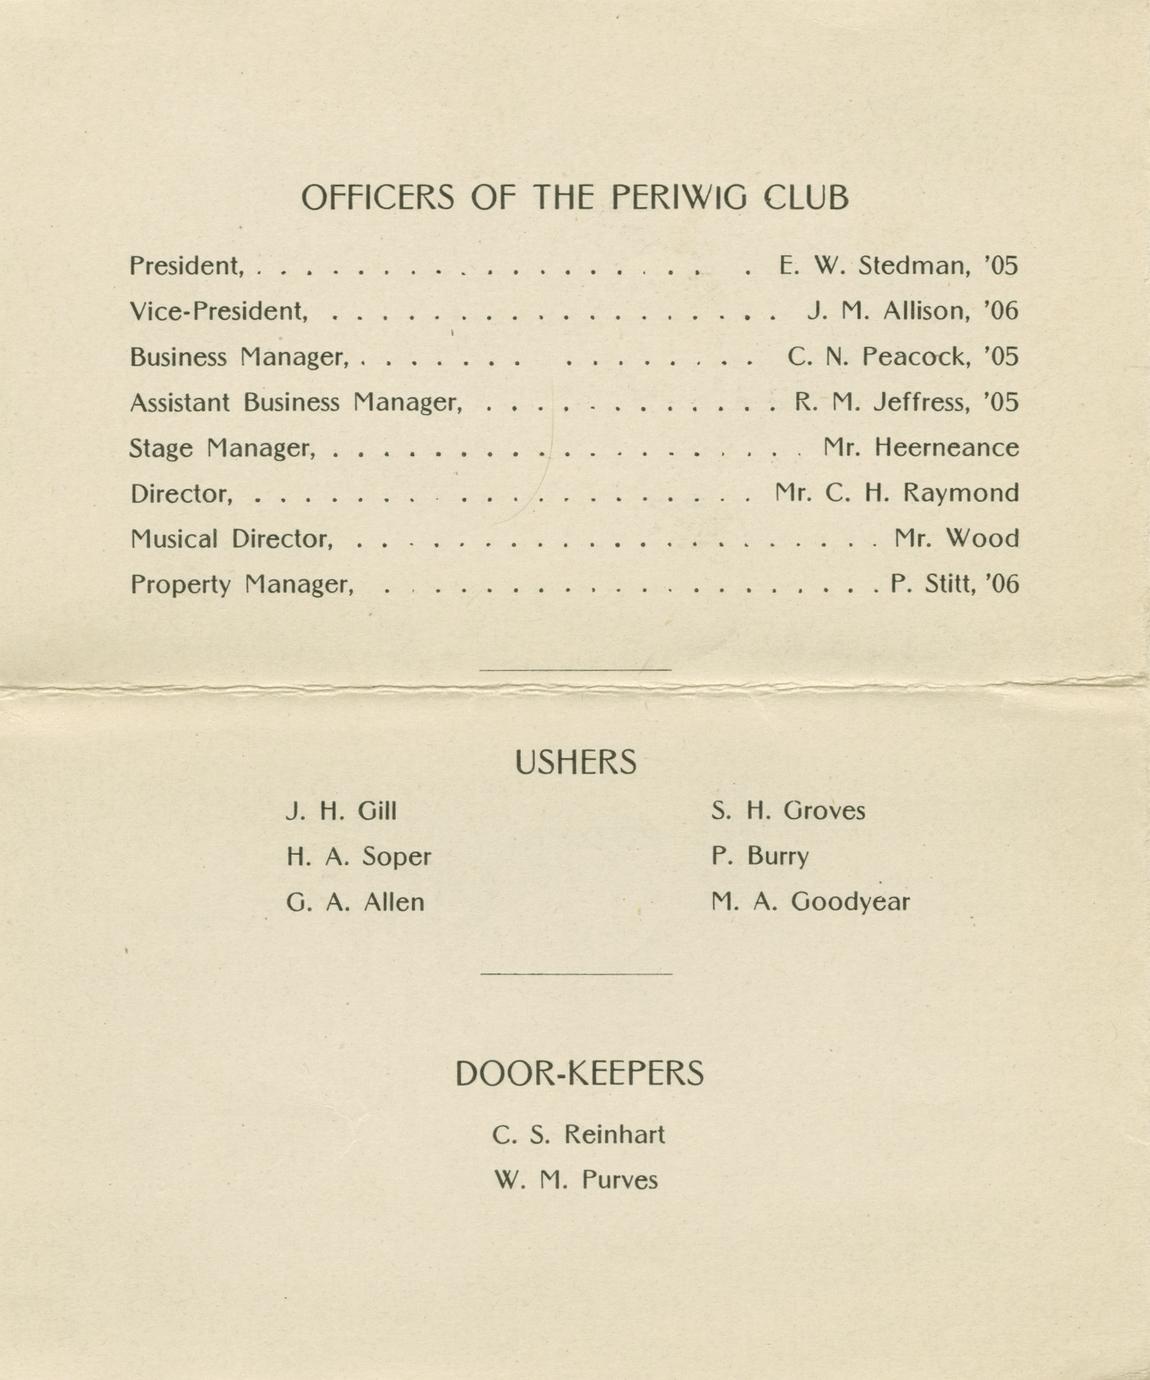 OFFICERS OF THE PERIWIG CLUB
President, . . . . . . . . . . . . . . . . . . . E. W. Stedman, '05
Vice-President, . . . . . . . . . . . . . . . . . . J. M. Allison, '06
Business Manager, . . . . . . . . . . . . . . . C. N. Peacock, '05
Assistant Business Manager, . . . . . . . . . . . . R. M. Jeffress, '05
Stage Manager, . . . . . . . . . . . . . . . . . . . Mr. Heerneance
Director, . . . . . . . . . . . . . . . . . . . . Mr. C. H. Raymond
Musical Director, . . . . . . . . . . . . . . . . . . . . . Mr. Wood
Property Manager, . . . . . . . . . . . . . . . . . . . . P. Stitt, '06
USHERS
J. H. Gill S. H. Groves
H. A. Soper P. Burry
G. A. Allen M. A. Goodyear
DOOR-KEEPERS
C. S. Reinhart
W. M. Purves